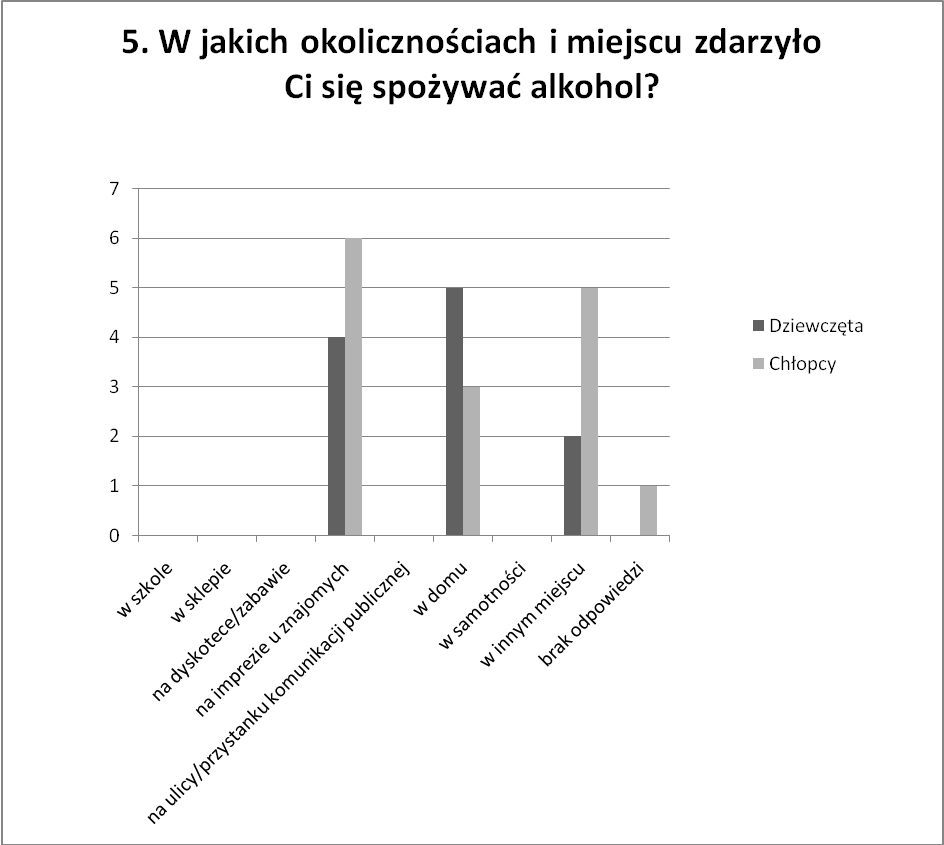 5. W jakich okolicznościach i miejscu zdarzyło
Ci się spożywać alkohol?
7
6
5
4
3
2
1
0
Dziewczęta
Chłopcy
w szkole
w sklepie
na dyskotece/zabawie
na imprezie u znajomych
na ulicy/przystanku komunikacji publicznej
w domu
w samotności
w innym miejscu
brak odpowiedzi